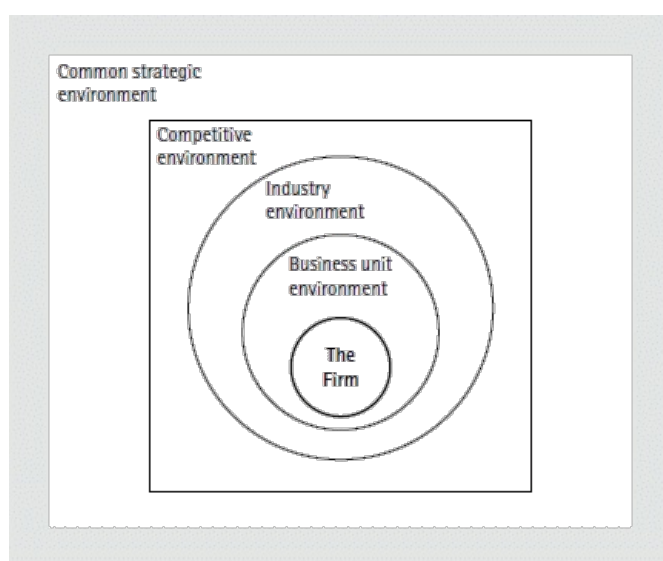 Common strategic
environment
Competitive
environment
Industry
environment
Business unit
environment
The
Firm